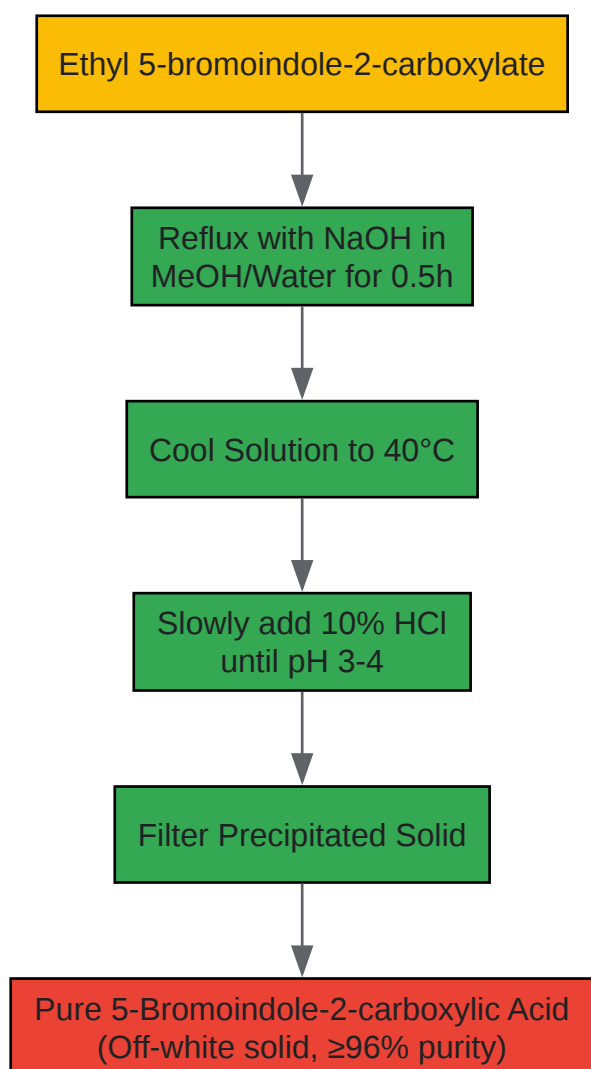 Ethyl 5-bromoindole-2-carboxylate
Reflux with NaOH in
MeOH/Water for 0.5h
Cool Solution to 40°C
Slowly add 10% HCl
until pH 3-4
Filter Precipitated Solid
Pure 5-Bromoindole-2-carboxylic Acid
(Off-white solid, ≥96% purity)